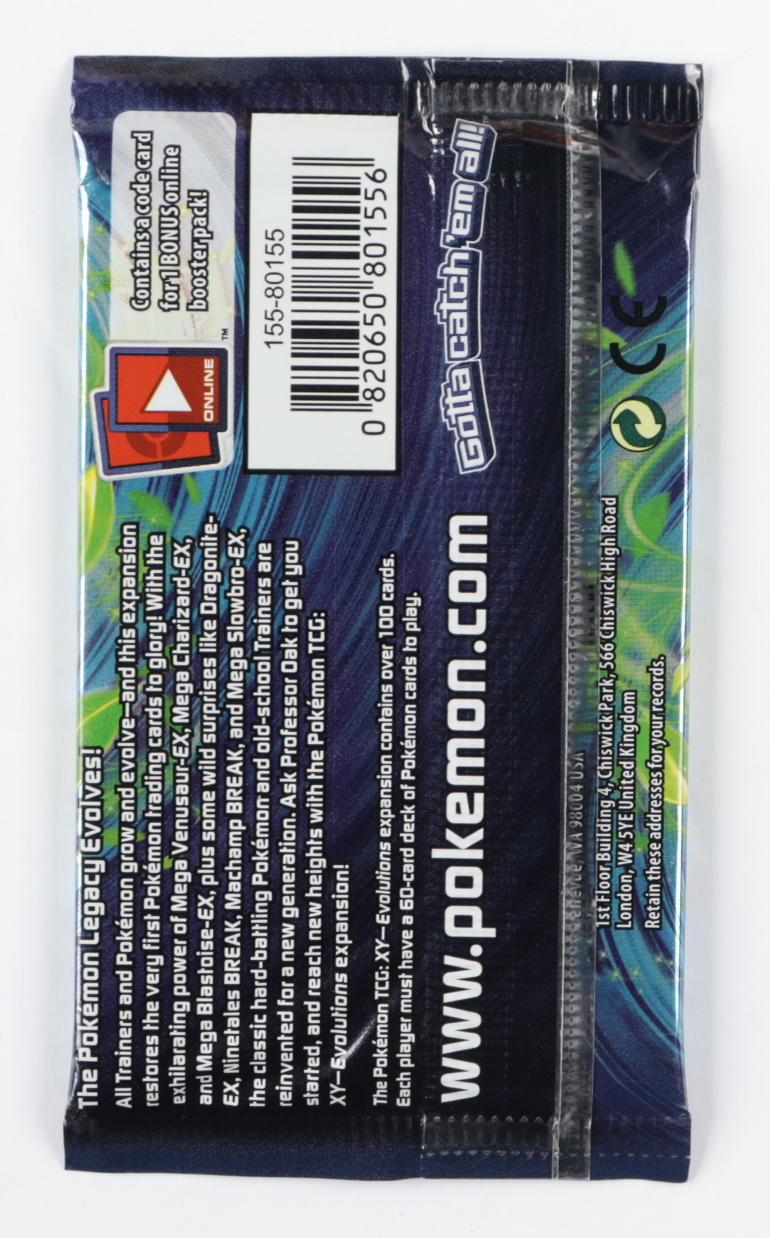 The Pokémon Legacy Evolves!
All Trainers and Pokémon grow and evolve—and this expansion
restores the very first Pokémon trading cards to glory! With the
exhilarating power of Mega Venusaur-EX, Mega Charizard-EX,
and Mega Blastoise-EX, plus some wild surprises like Dragonite-
EX, Ninetales BREAK, Machamp BREAK, and Mega Slowbro-EX,
the classic hard-battling Pokémon and old-school Trainers are
reinvented for a new generation. Ask Professor Oak to get you
started, and reach new heights with the Pokémon TCG:
XY—Evolutions expansion!
The Pokémon TCG: XY—Evolutions expansion contains over 100 cards.
Each player must have a 60-card deck of Pokémon cards to play.
www.pokemon.com
ONLINE
TM
Contains a code card
for 1 BONUS online
booster pack!
155-80155
0 820650 801556
Gotta catch 'em all!
WA 98004 USA
1st Floor Building 4, Chiswick Park, 566 Chiswick High Road
London, W4 5YE United Kingdom
Retain these addresses for your records.
CE